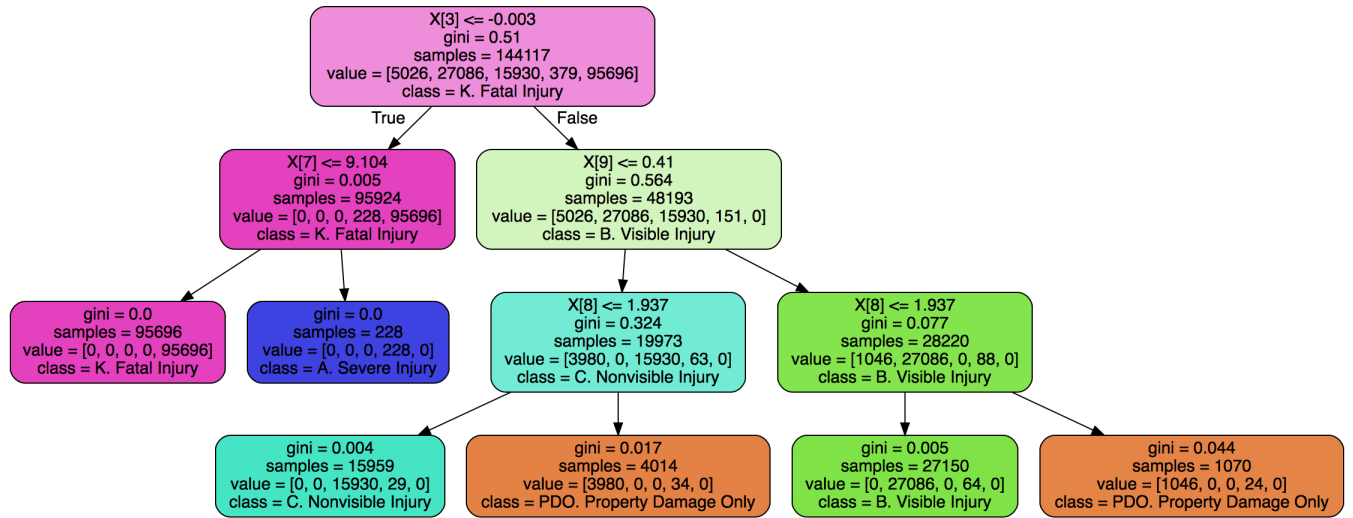 X[3] <= -0.003
gini = 0.51
samples = 144117
value = [5026, 27086, 15930, 379, 95696]
class = K. Fatal Injury
True
False
X[7] <= 9.104
gini = 0.005
samples = 95924
value = [0, 0, 0, 228, 95696]
class = K. Fatal Injury
X[9] <= 0.41
gini = 0.564
samples = 48193
value = [5026, 27086, 15930, 151, 0]
class = B. Visible Injury
gini = 0.0
samples = 95696
value = [0, 0, 0, 0, 95696]
class = K. Fatal Injury
gini = 0.0
samples = 228
value = [0, 0, 0, 228, 0]
class = A. Severe Injury
X[8] <= 1.937
gini = 0.324
samples = 19973
value = [3980, 0, 15930, 63, 0]
class = C. Nonvisible Injury
X[8] <= 1.937
gini = 0.077
samples = 28220
value = [1046, 27086, 0, 88, 0]
class = B. Visible Injury
gini = 0.004
samples = 15959
value = [0, 0, 15930, 29, 0]
class = C. Nonvisible Injury
gini = 0.017
samples = 4014
value = [3980, 0, 0, 34, 0]
class = PDO. Property Damage Only
gini = 0.005
samples = 27150
value = [0, 27086, 0, 64, 0]
class = B. Visible Injury
gini = 0.044
samples = 1070
value = [1046, 0, 0, 24, 0]
class = PDO. Property Damage Only